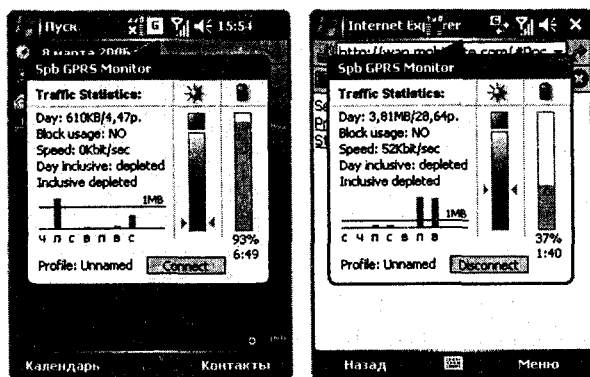 Пуск
15:54
8 марта 2006
Spb GPRS Monitor
Traffic Statistics:
Day: 610KB/4,47р.
Block usage: NO
Speed: 0Kbit/sec
Day inclusive: depleted
Inclusive depleted
1MB
Ч П С В П В С
93%
6:49
Profile: Unnamed
Connect
Календарь
Контакты
Internet
Spb GPRS Monitor
Traffic Statistics:
Day: 3,81MB/28,64р.
Block usage: NO
Speed: 52Kbit/sec
Day inclusive: depleted
Inclusive depleted
1MB
С Ч П С В П В
37%
1:40
Profile: Unnamed
Disconnect
Назад
Меню